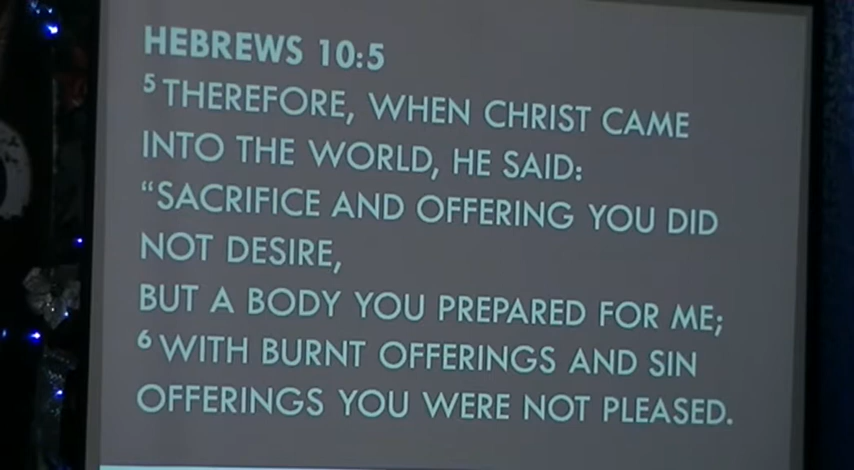 HEBREWS 10:5
5 THEREFORE, WHEN CHRIST CAME
INTO THE WORLD, HE SAID:
“SACRIFICE AND OFFERING YOU DID
NOT DESIRE,
BUT A BODY YOU PREPARED FOR ME;
6 WITH BURNT OFFERINGS AND SIN
OFFERINGS YOU WERE NOT PLEASED.